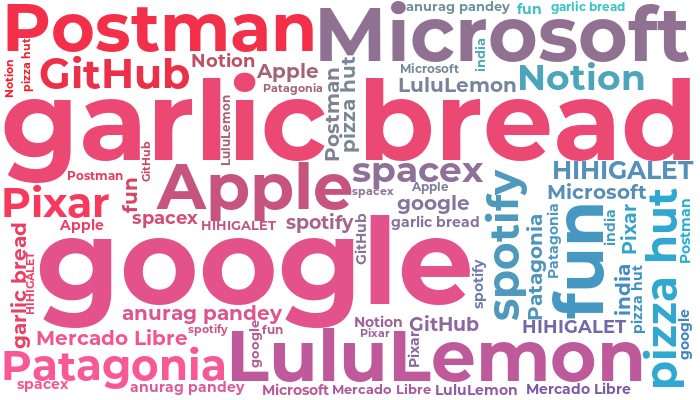 Postman
Microsoft
anurag pandey
fun
garlic bread
Notion
pizza hut
GitHub
Notion
Apple
Patagonia
Postman
pizza hut
Microsoft
india
LuluLemon
Notion
garlic bread
LuluLemon
GitHub
Postman
Apple
spacex
spacex
Apple
HIHIGALET
Microsoft
Pixar
fun
spacex
google
spotify
Apple
HIHIGALET
spotify
GitHub
garlic bread
Patagonia
Patagonia
fun
india
Pixar
pizza hut
Postman
garlic bread
HIHIGALET
google
spotify
india
pizza hut
google
anurag pandey
Notion
Pixar
GitHub
HIHIGALET
Mercado Libre
spotify
google
fun
Pixar
Patagonia
LuluLemon
spacex
anurag pandey
Microsoft
Mercado Libre
LuluLemon
Mercado Libre